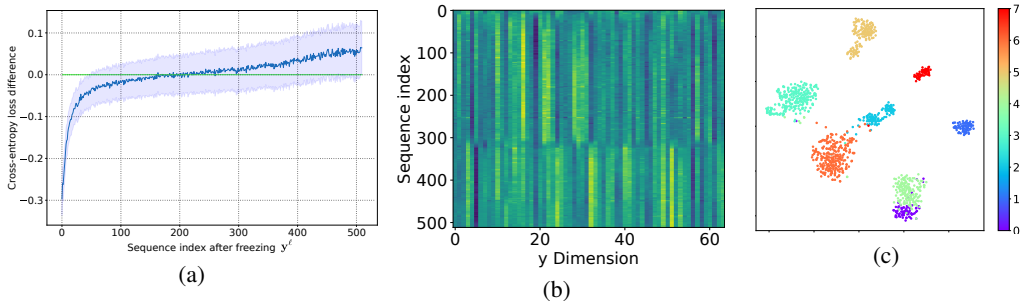 0.1
0.0
−0.1
−0.2
−0.3
Cross-entropy loss difference
0 100 200 300 400 500
Sequence index after freezing yℓ
(a)
0
100
200
300
400
500
Sequence index
0 20 40 60
y Dimension
(b)
7
6
5
4
3
2
1
0
(c)